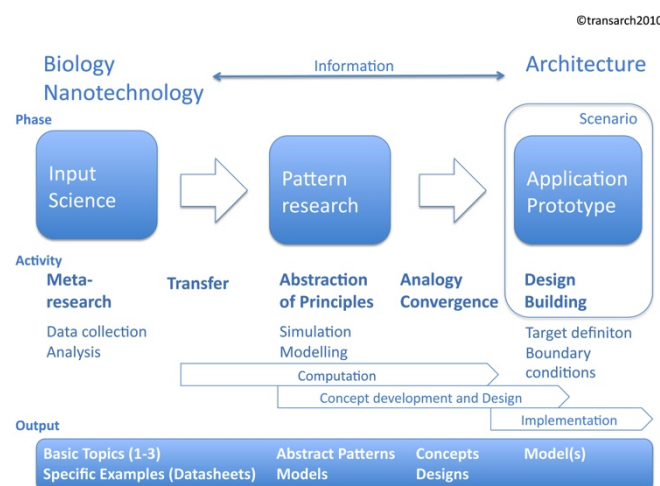 ©transarch2010
Biology
Nanotechnology
Information
Architecture
Phase
Scenario
Input
Science
Pattern
research
Application
Prototype
Activity
Meta-
research
Transfer
Abstraction
of Principles
Analogy
Convergence
Design
Building
Data collection
Analysis
Simulation
Modelling
Target definiton
Boundary
conditions
Computation
Concept development and Design
Implementation
Output
Basic Topics (1-3)
Specific Examples (Datasheets)
Abstract Patterns
Models
Concepts
Designs
Model(s)